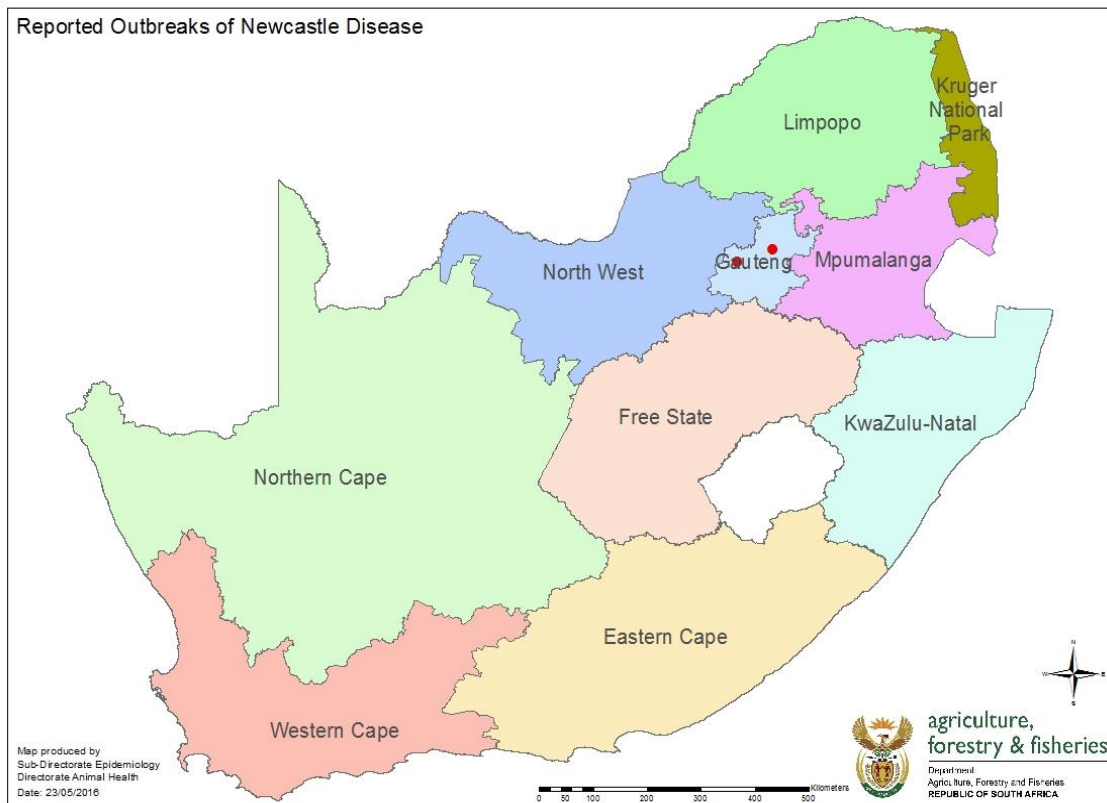 Reported Outbreaks of Newcastle Disease
Kruger
National
Park
Limpopo
North West
Gauteng
Mpumalanga
Free State
KwaZulu-Natal
Northern Cape
Eastern Cape
Western Cape
N
W
E
S
Map produced by
Sub-Directorate Epidemiology
Directorate Animal Health
Date: 23/05/2016
Kilometers
0 50 100 200 300 400 500
agriculture,
forestry & fisheries
Department:
Agriculture, Forestry and Fisheries
REPUBLIC OF SOUTH AFRICA